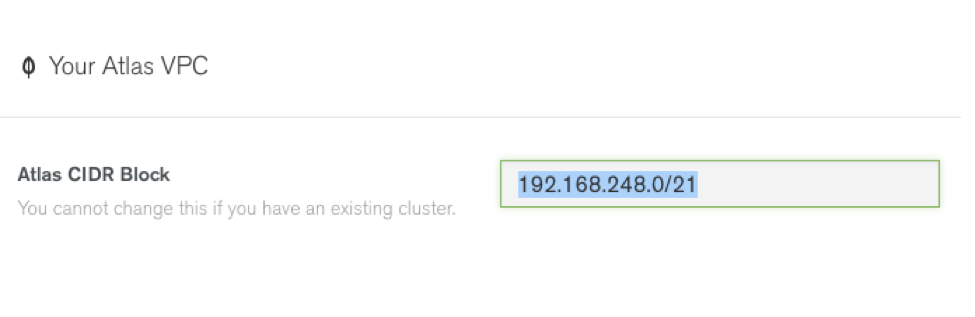 Your Atlas VPC
Atlas CIDR Block
192.168.248.0/21
You cannot change this if you have an existing cluster.